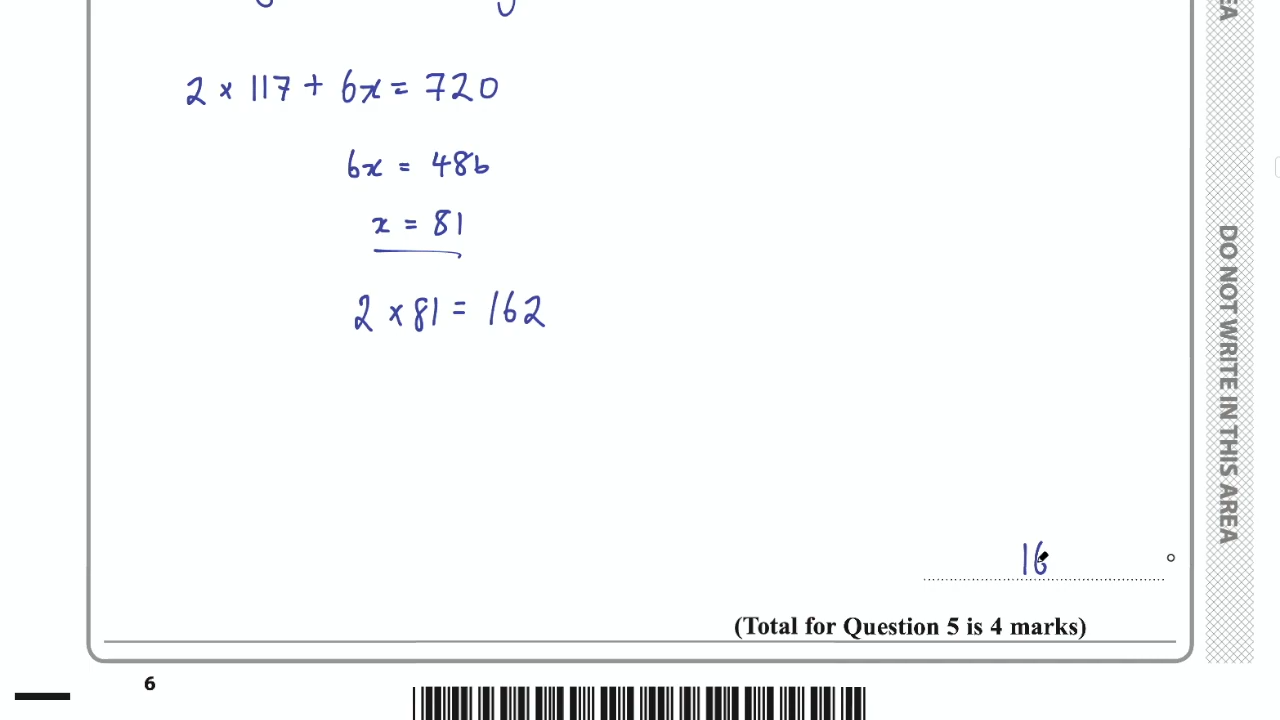 2 × 117 + 6x = 720
6x = 486
x = 81
2 × 81 = 162
16 °
(Total for Question 5 is 4 marks)
6
DO NOT WRITE IN THIS AREA
EA